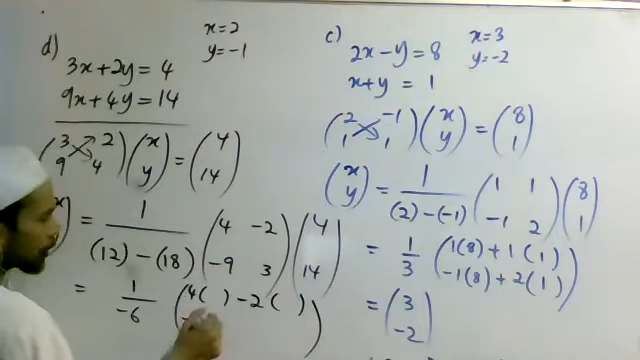 d)
x=2
y=-1
3x+2y=4
9x+4y=14
(3 2
9 4)(x
y)=(4
14)
x)=1/((12)-(18))(4 -2
-9 3)(4
14)
=1/-6(4( )-2( )
c)
2x-y=8
x=3
y=-2
x+y=1
(2 -1
1 1)(x
y)=(8
1)
(x
y)=1/((2)-(-1))(1 1
-1 2)(8
1)
=1/3(1(8)+1(1)
-1(8)+2(1))
=(3
-2)